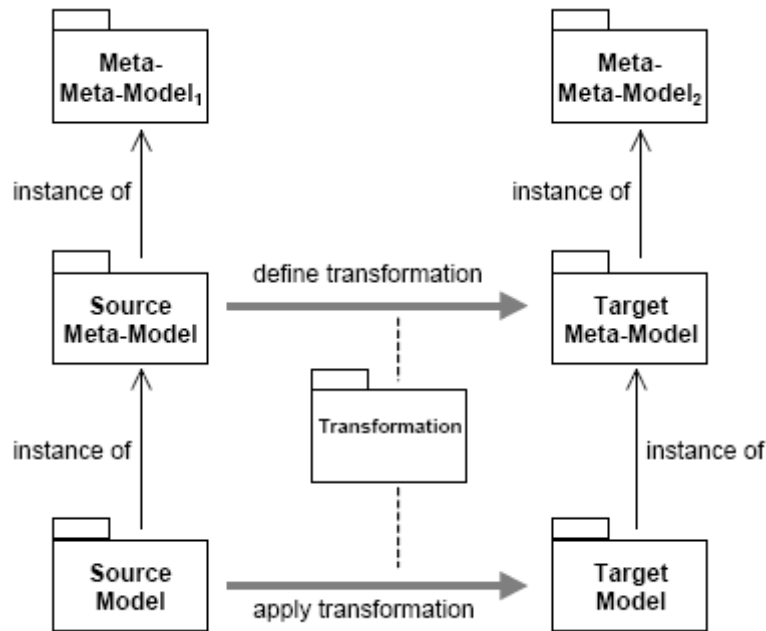 Meta-
Meta-Model₁
Meta-
Meta-Model₂
instance of
instance of
define transformation
Source
Meta-Model
Target
Meta-Model
Transformation
instance of
instance of
Source
Model
apply transformation
Target
Model